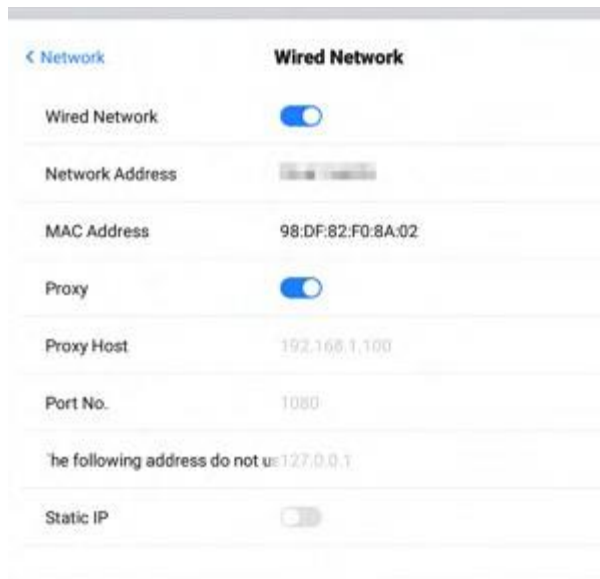 < Network
Wired Network
Wired Network
Network Address
MAC Address 98:DF:82:F0:8A:02
Proxy
Proxy Host 192.168.1.100
Port No. 1080
he following address do not us 127.0.0.1
Static IP